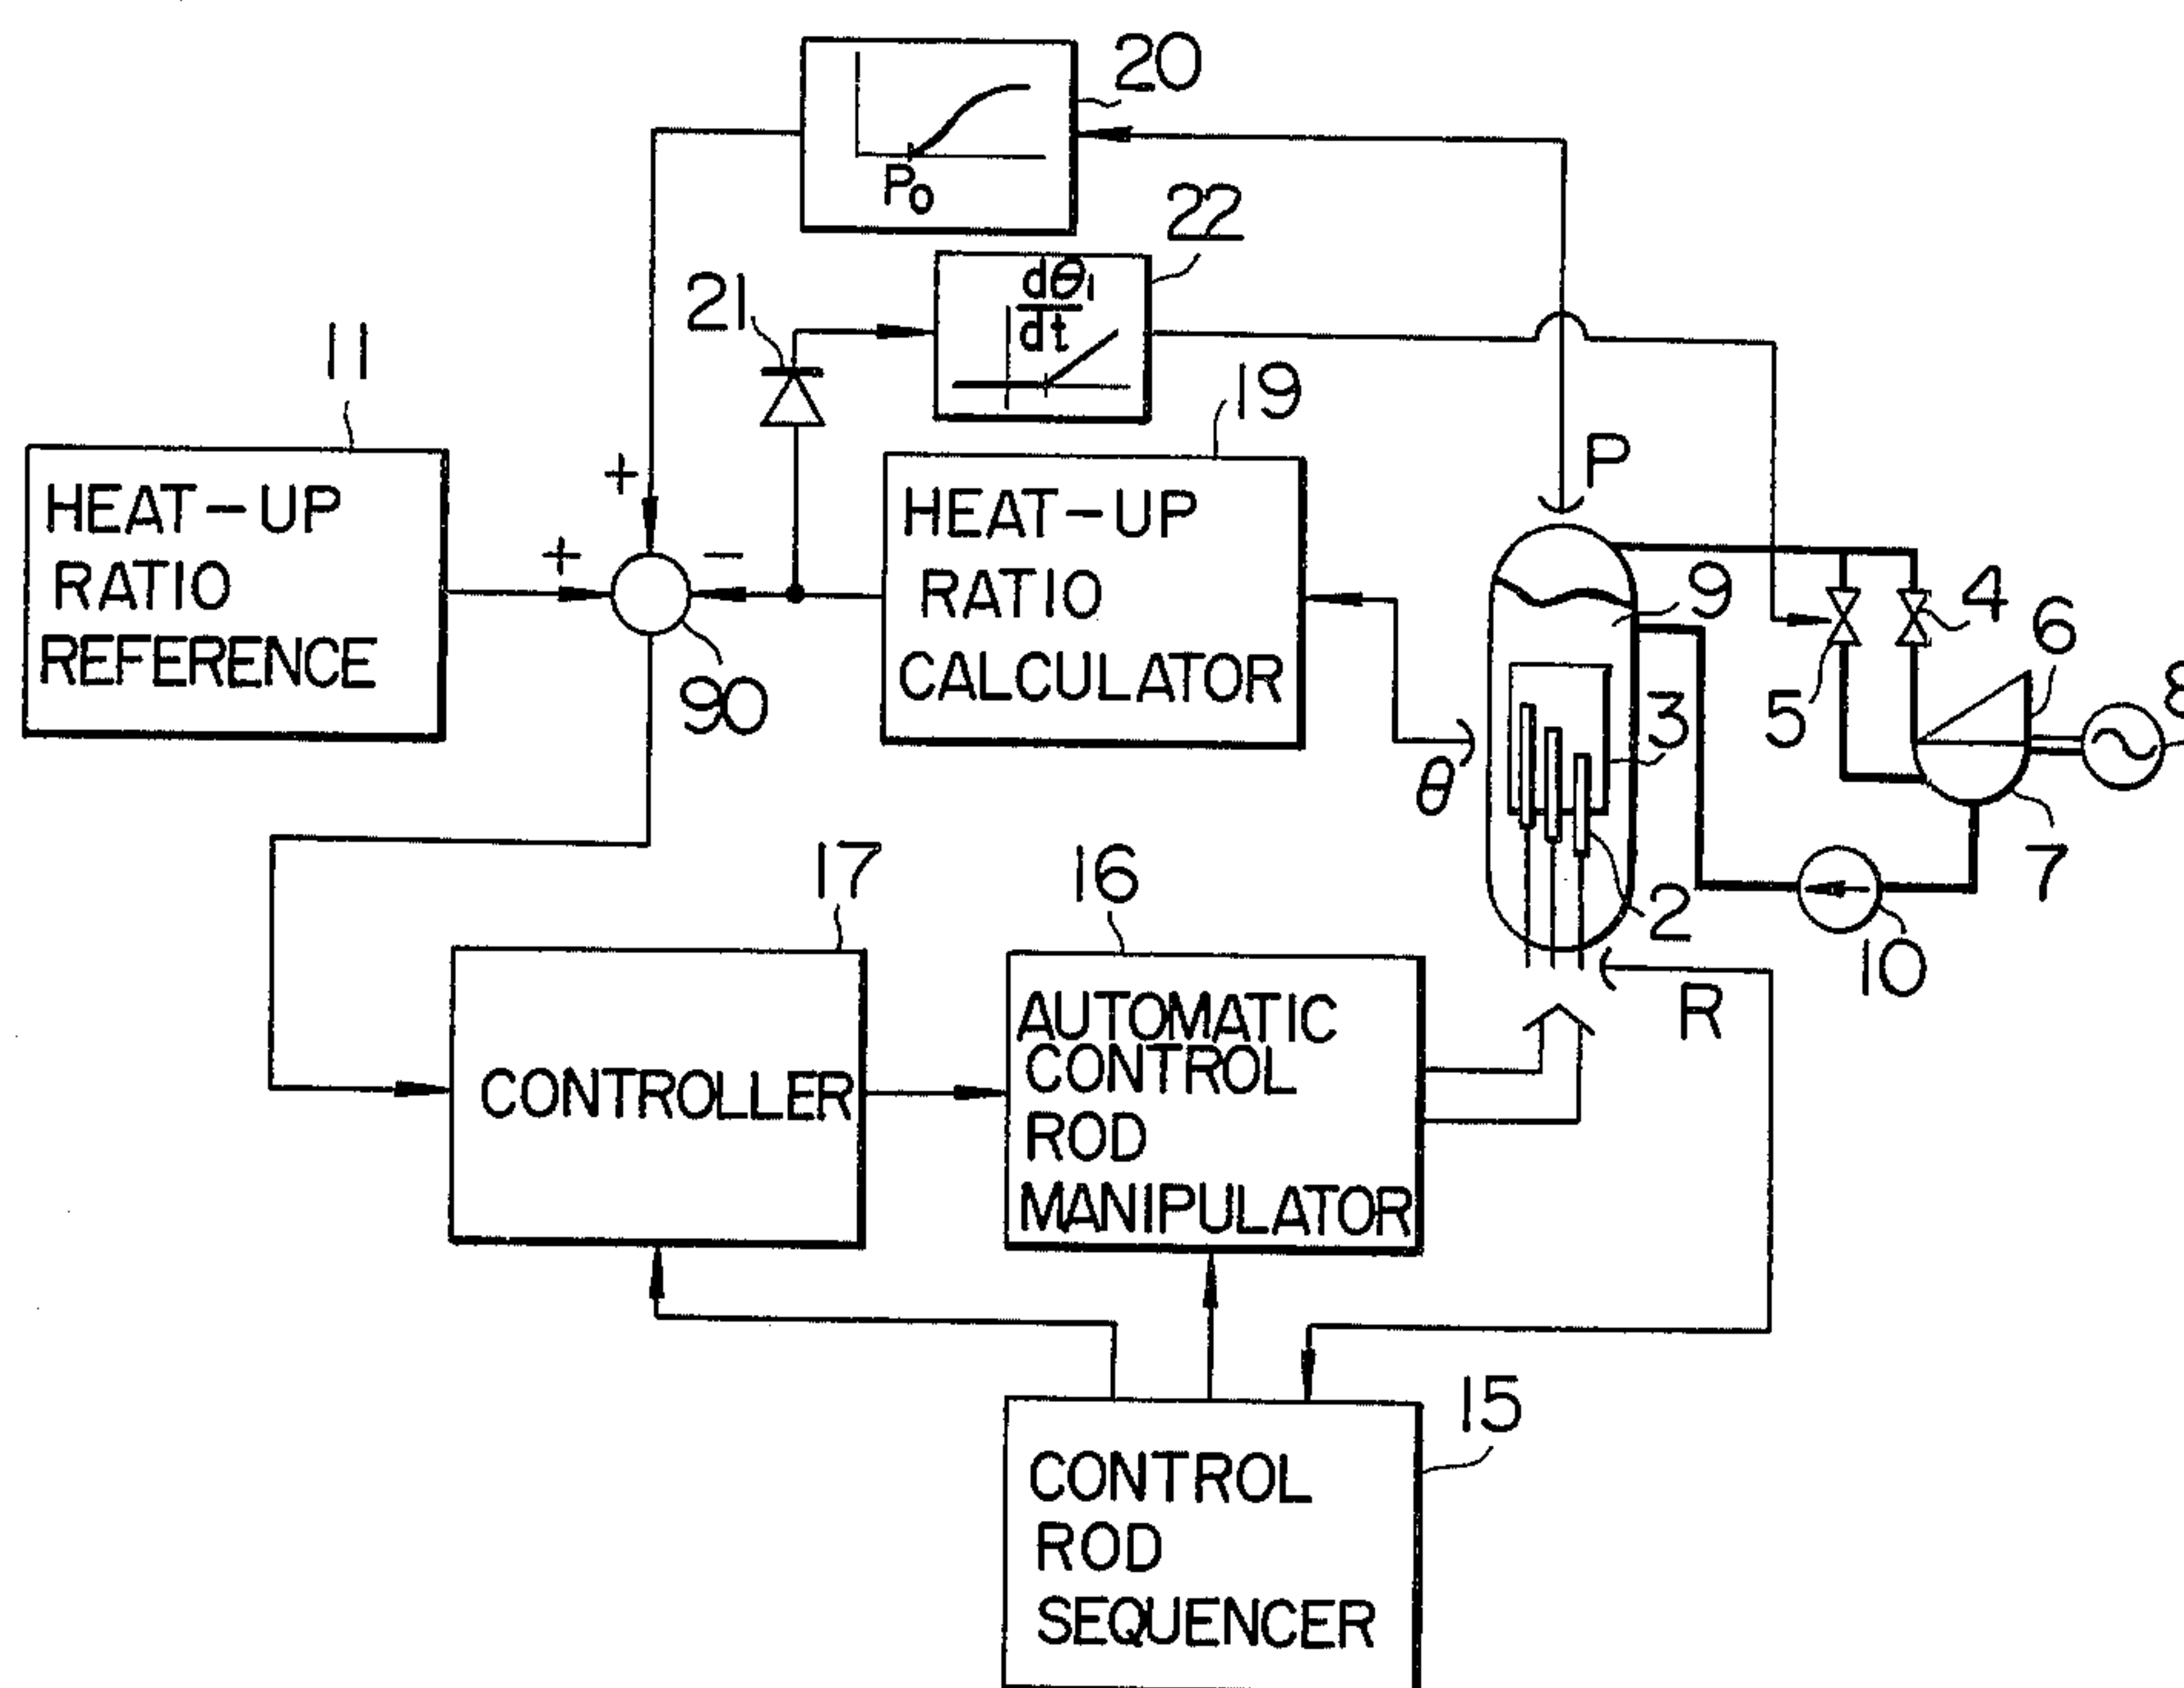 20
P₀
22
dθ₁
dt
21
11
19
HEAT-UP
RATIO
REFERENCE
+
+
−
90
HEAT-UP
RATIO
CALCULATOR
P
9
4
6
5
3
8
θ
7
2
10
R
17
16
CONTROLLER
AUTOMATIC
CONTROL
ROD
MANIPULATOR
15
CONTROL
ROD
SEQUENCER